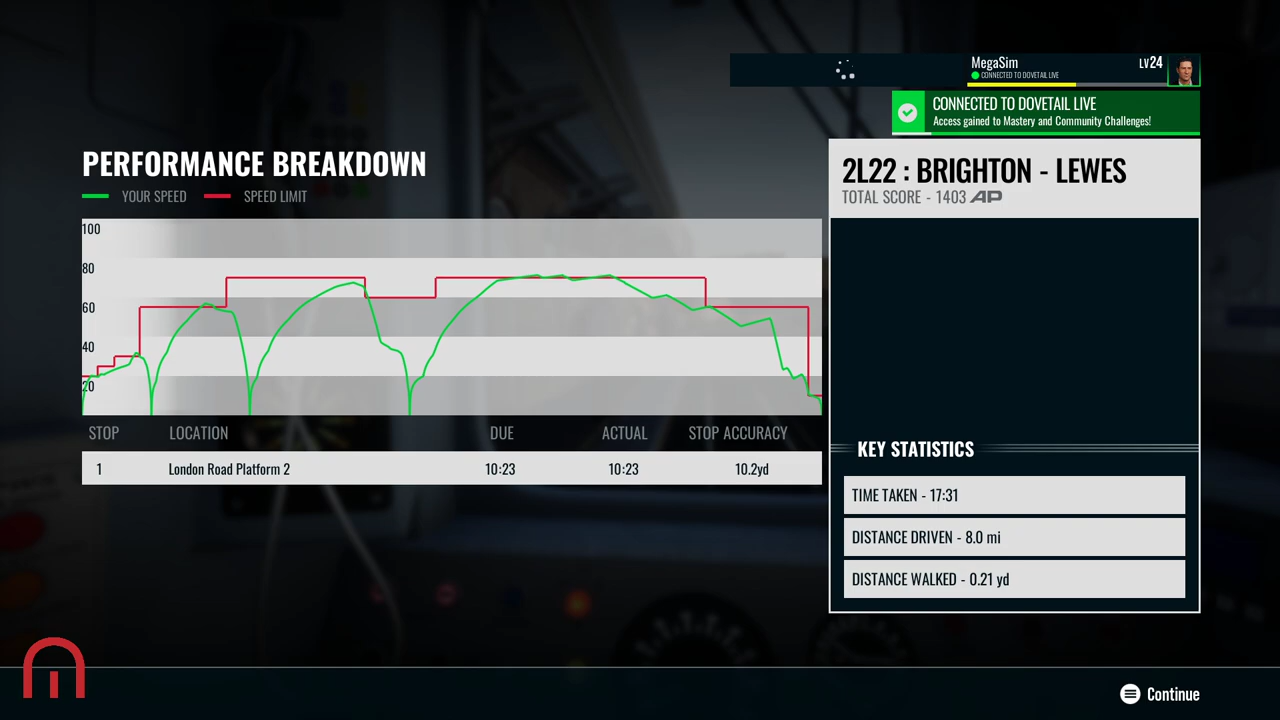 MegaSim
LV24
CONNECTED TO DOVETAIL LIVE
CONNECTED TO DOVETAIL LIVE
Access gained to Mastery and Community Challenges!
PERFORMANCE BREAKDOWN
YOUR SPEED
SPEED LIMIT
100
80
60
40
20
STOP LOCATION DUE ACTUAL STOP ACCURACY
1 London Road Platform 2 10:23 10:23 10.2yd
2L22 : BRIGHTON - LEWES
TOTAL SCORE - 1403 AP
KEY STATISTICS
TIME TAKEN - 17:31
DISTANCE DRIVEN - 8.0 mi
DISTANCE WALKED - 0.21 yd
Continue